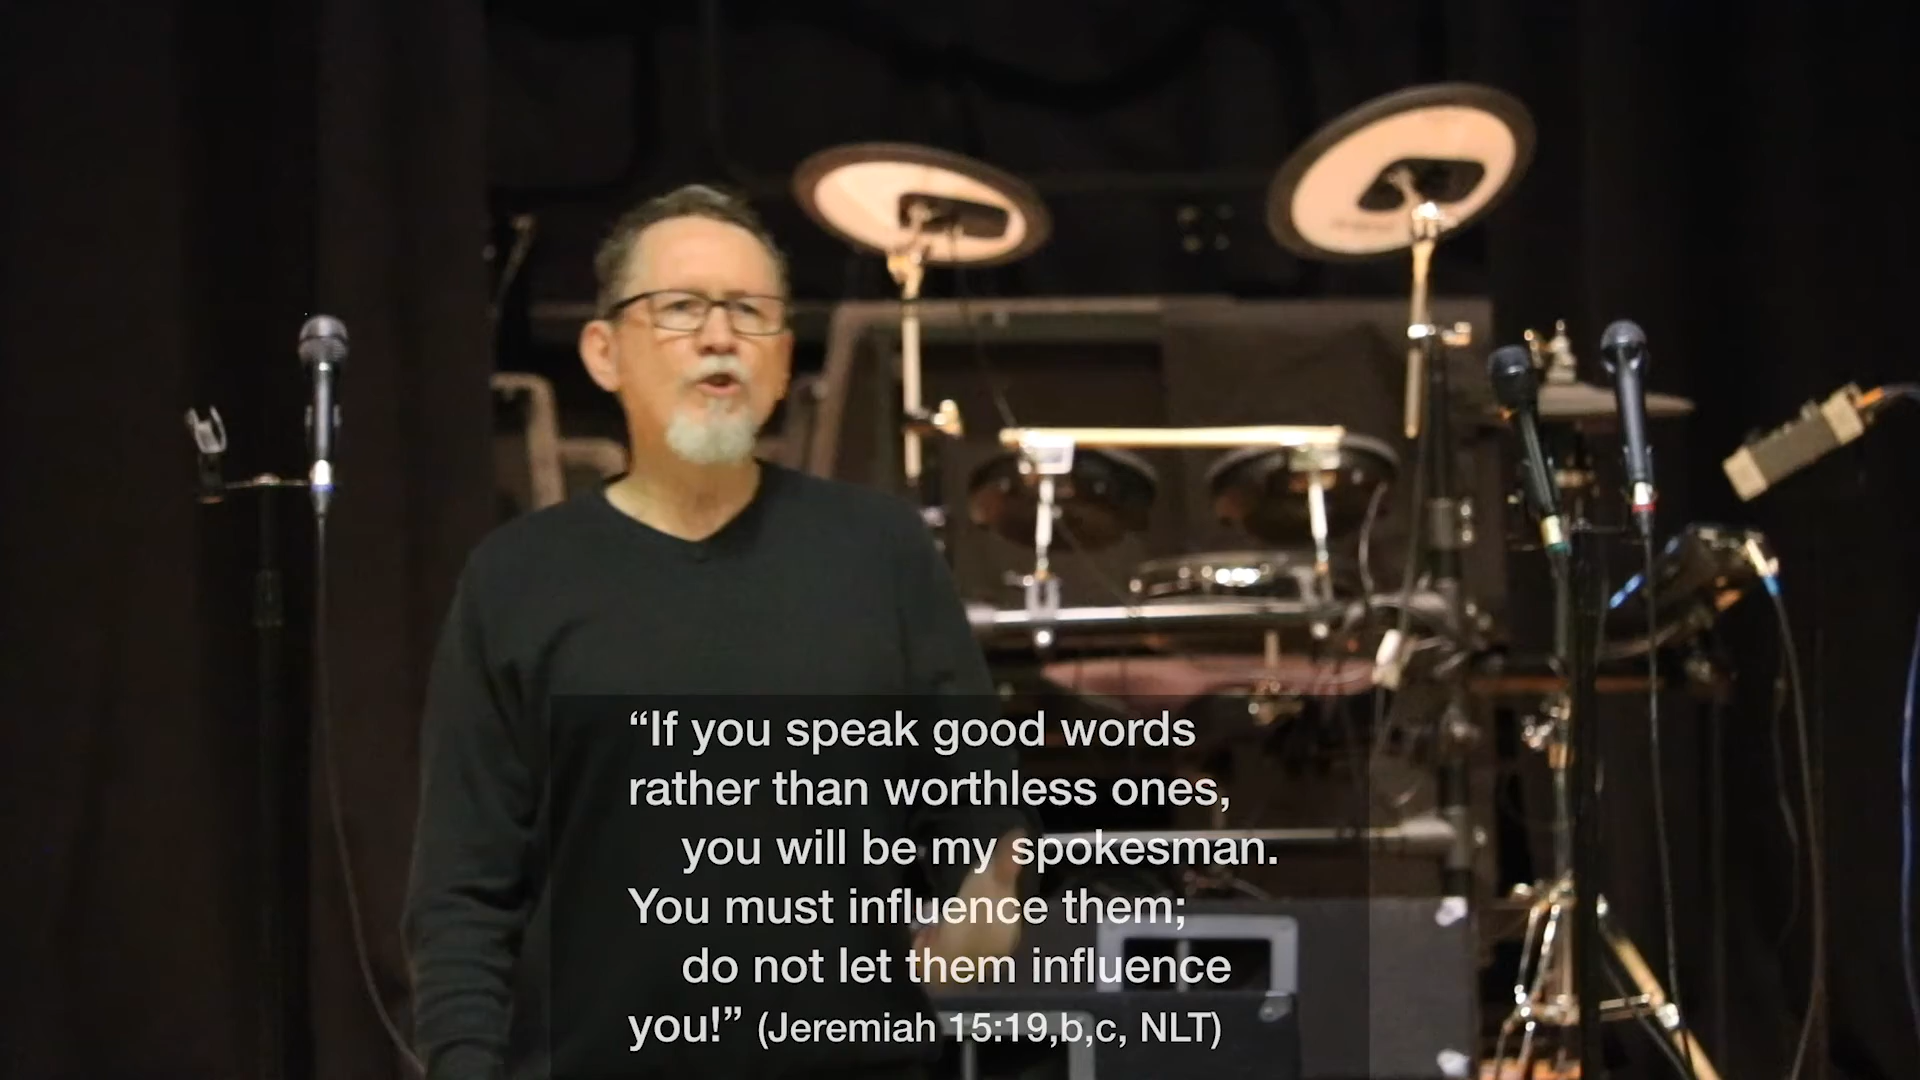 “If you speak good words
rather than worthless ones,
you will be my spokesman.
You must influence them;
do not let them influence
you!” (Jeremiah 15:19,b,c, NLT)